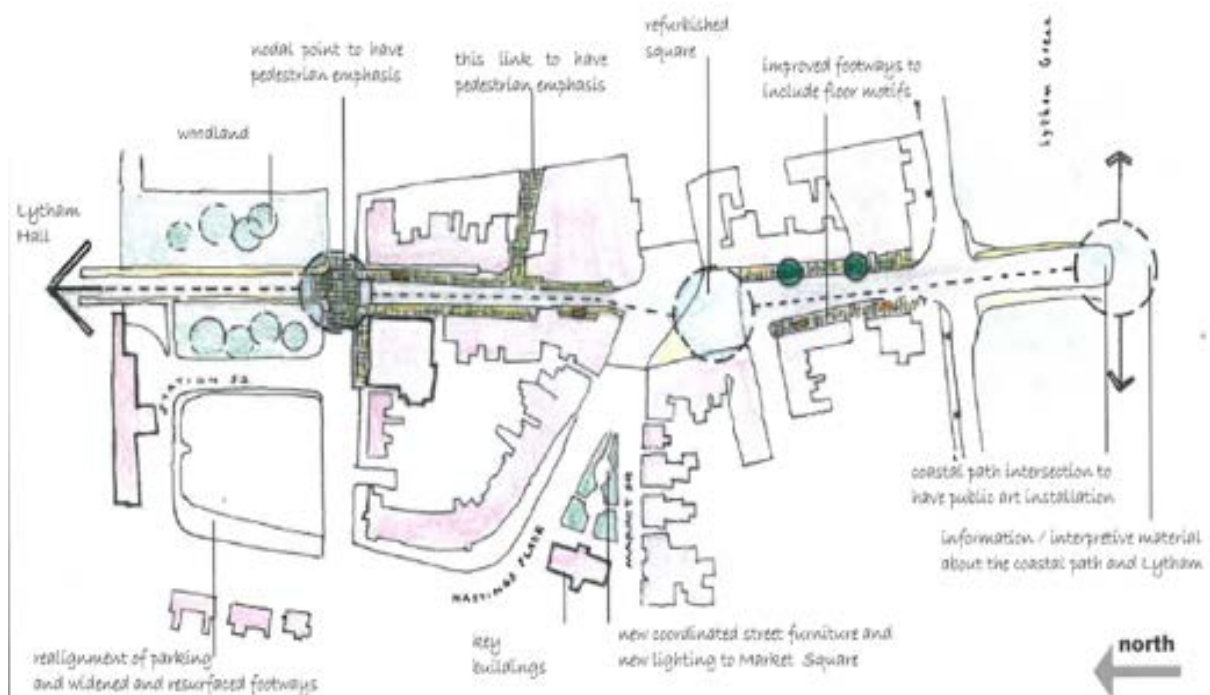 refurbished
square
nodal point to have
pedestrian emphasis
this link to have
pedestrian emphasis
improved footways to
include floor motifs
Lytham Green
woodland
Lytham
Hall
STATION SQ
HASTINGS PLACE
MARKET SQ
coastal path intersection to
have public art installation
information / interpretive material
about the coastal path and Lytham
key
buildings
new coordinated street furniture and
new lighting to Market Square
realignment of parking
and widened and resurfaced footways
north